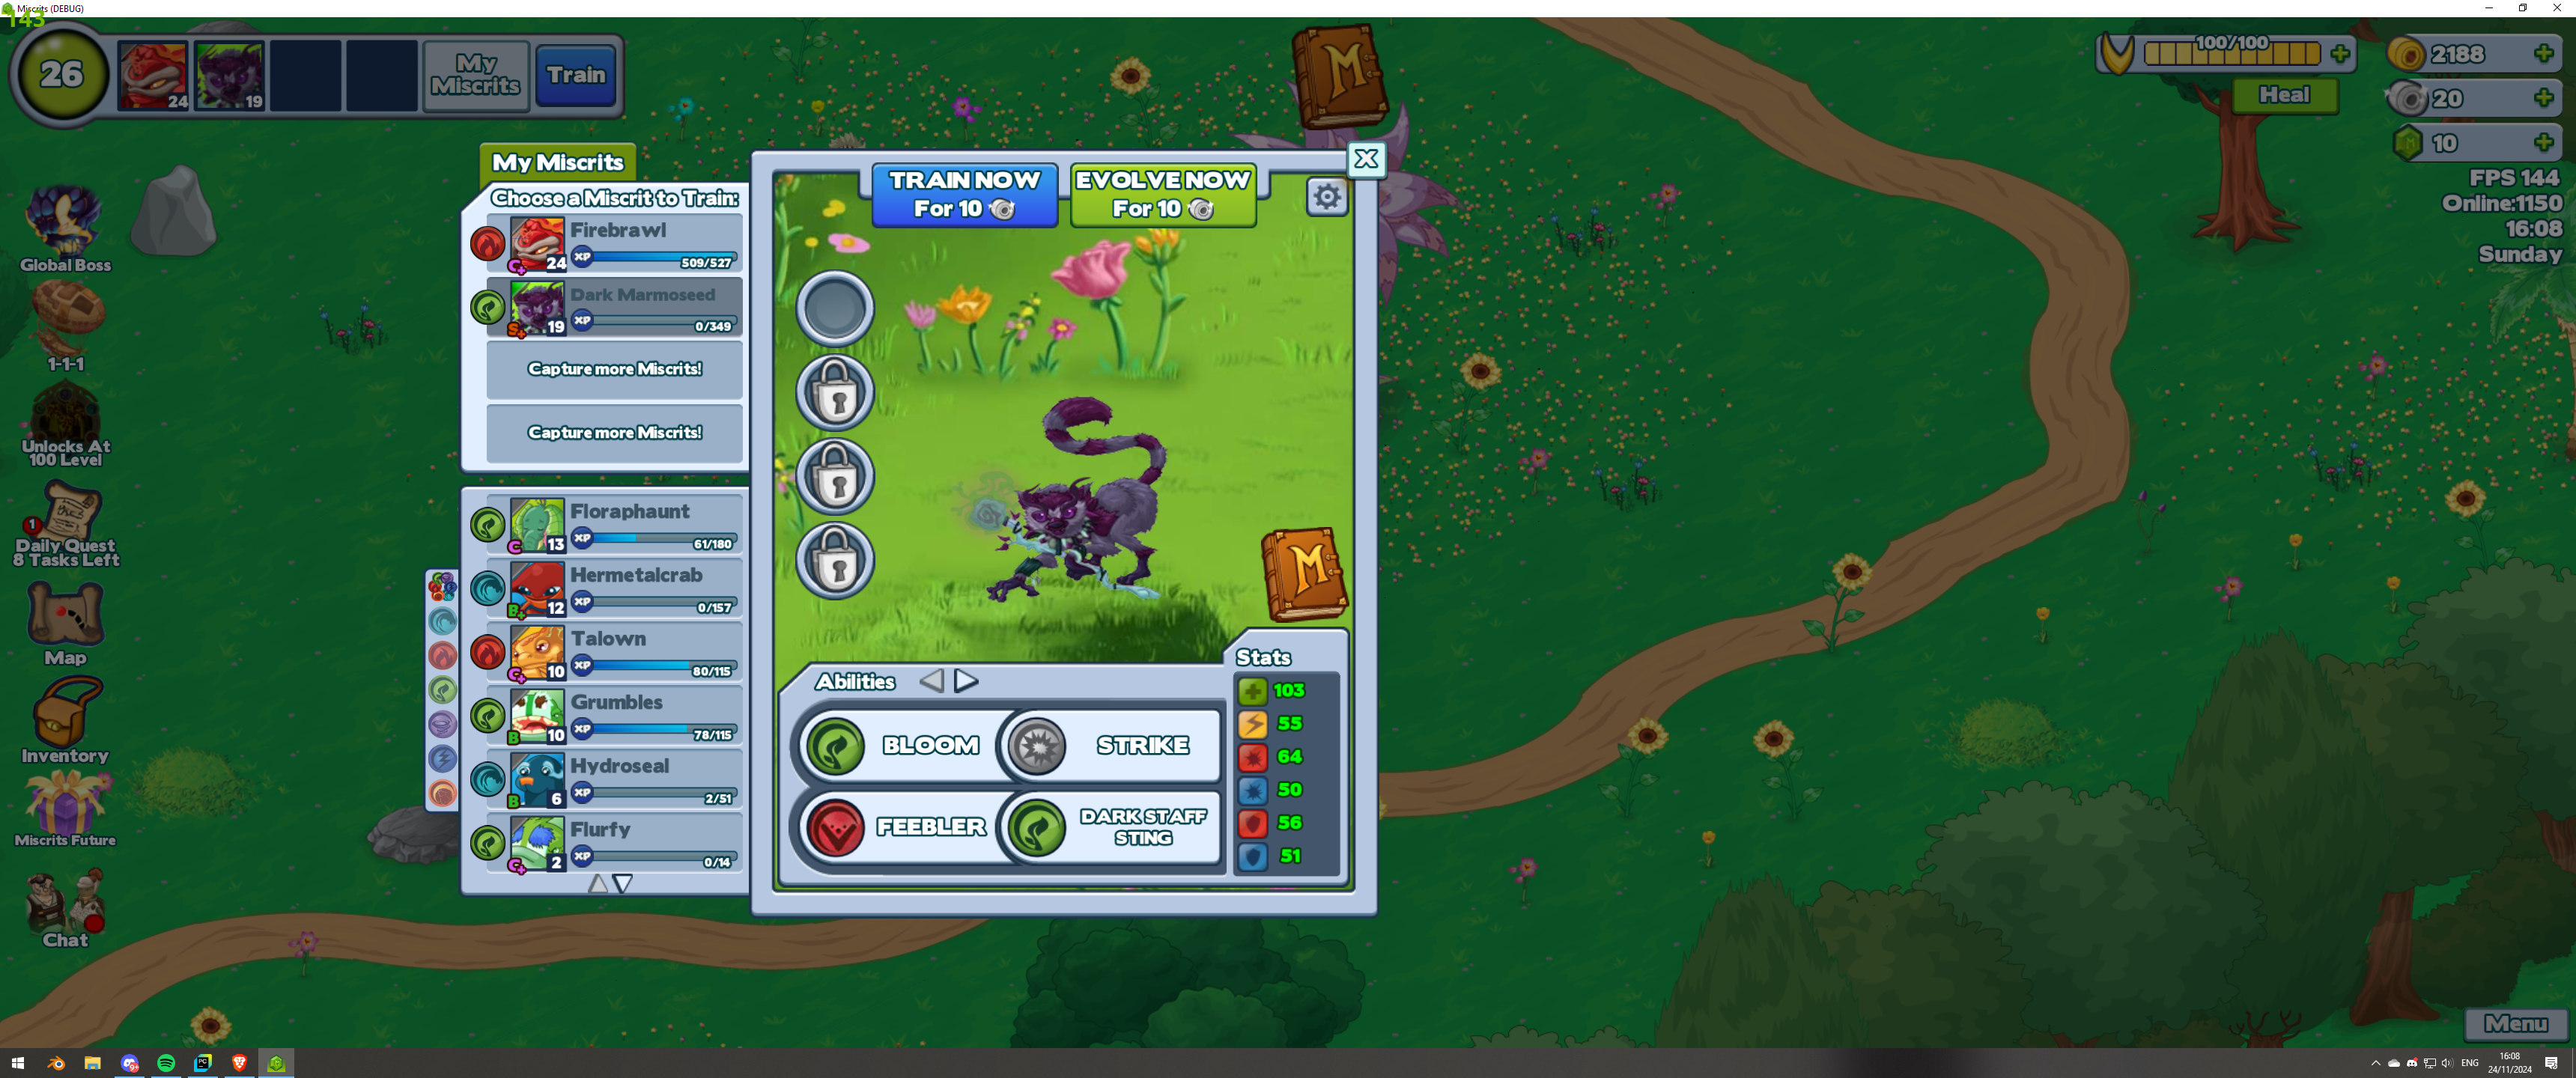 Miscrits (DEBUG)
143
26
24
19
My
Miscrits
Train
100/100
Heal
2188
20
10
FPS 144
Online:1150
16:08
Sunday
Global Boss
1-1-1
Unlocks At
100 Level
1
Daily Quest
8 Tasks Left
Map
Inventory
Miscrits Future
Chat
My Miscrits
Choose a Miscrit to Train:
Firebrawl
C+ 24 XP 509/527
Dark Marmoseed
S+ 19 XP 0/349
Capture more Miscrits!
Capture more Miscrits!
Floraphaunt
C 13 XP 61/180
Hermetalcrab
B+ 12 XP 0/157
Talown
C+ 10 XP 80/115
Grumbles
B 10 XP 78/115
Hydroseal
B 6 XP 2/51
Flurfy
C+ 2 XP 0/14
TRAIN NOW
For 10
EVOLVE NOW
For 10
X
M
M
Abilities
BLOOM
STRIKE
FEEBLER
DARK STAFF
STING
Stats
103
55
64
50
56
51
Menu
PC
ENG
16:08
24/11/2024